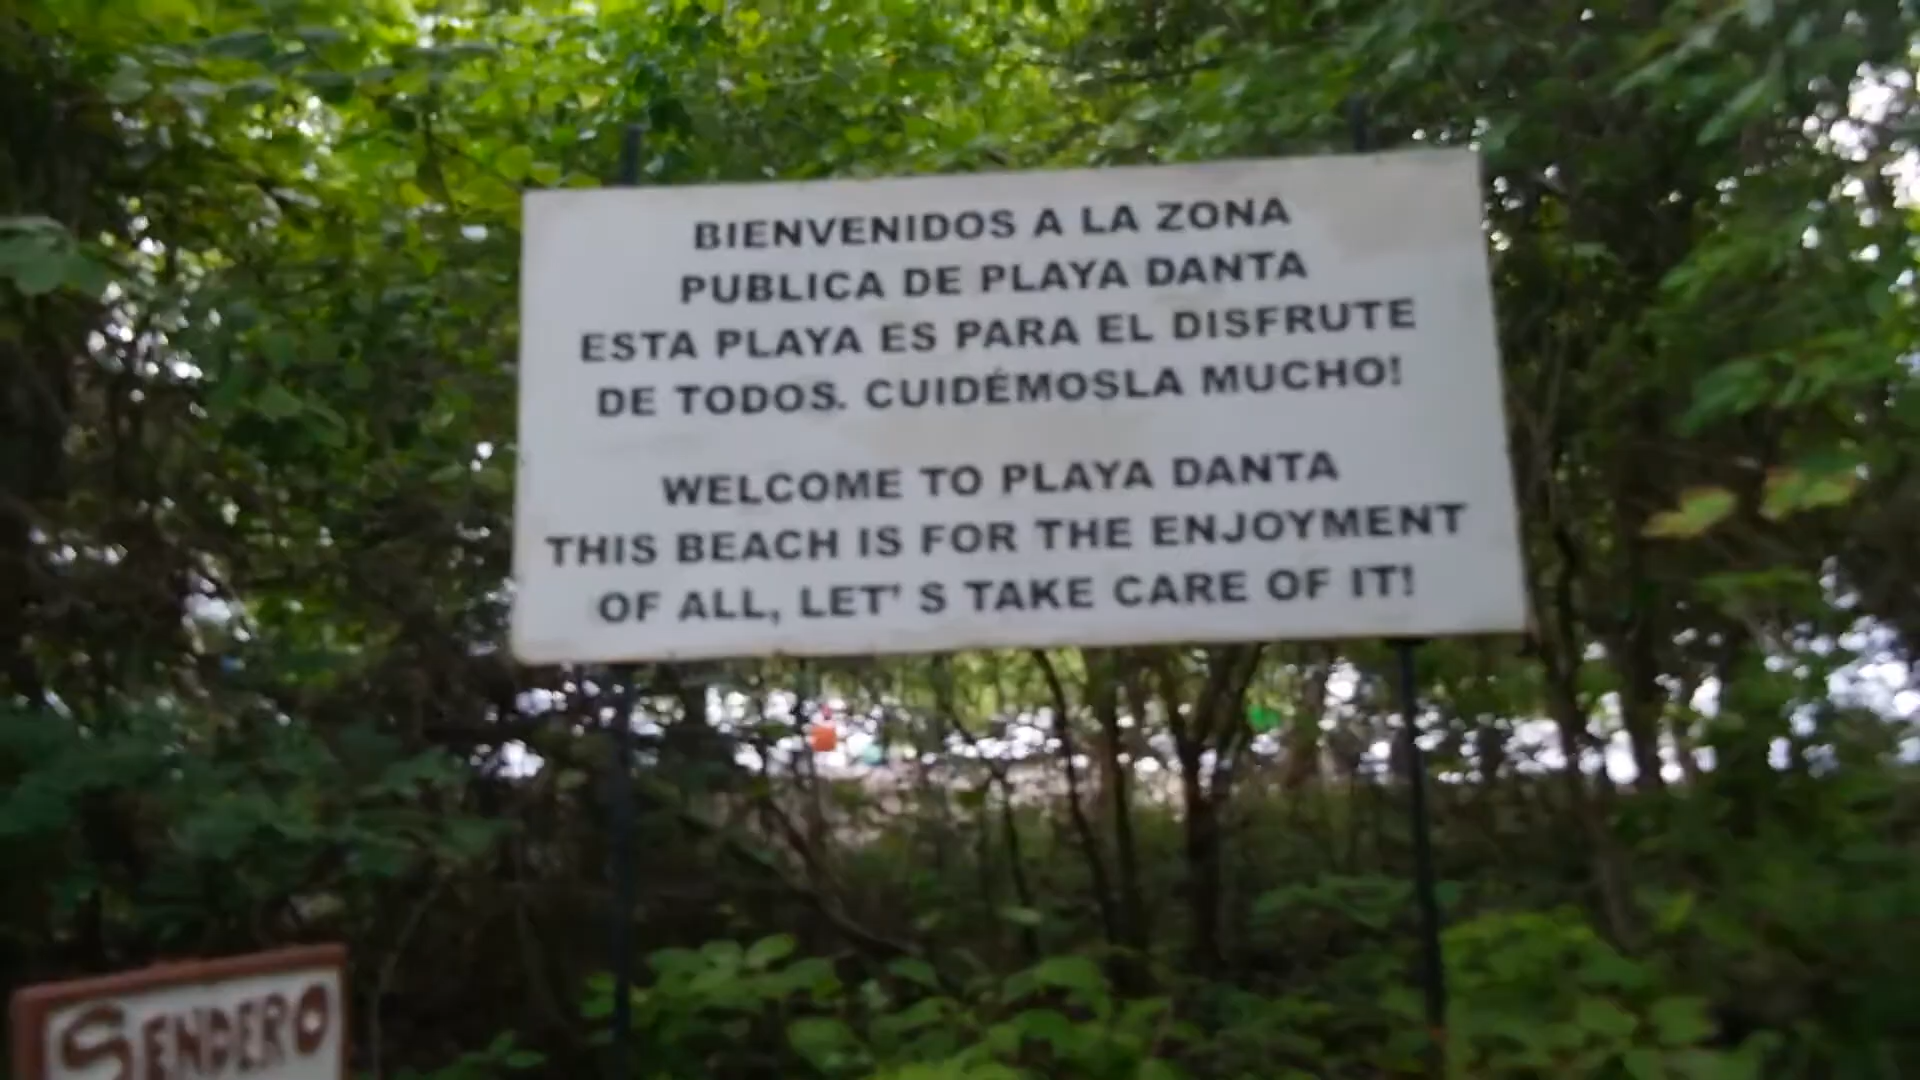 BIENVENIDOS A LA ZONA
PUBLICA DE PLAYA DANTA
ESTA PLAYA ES PARA EL DISFRUTE
DE TODOS. CUIDÉMOSLA MUCHO!
WELCOME TO PLAYA DANTA
THIS BEACH IS FOR THE ENJOYMENT
OF ALL, LET' S TAKE CARE OF IT!
SENDERO